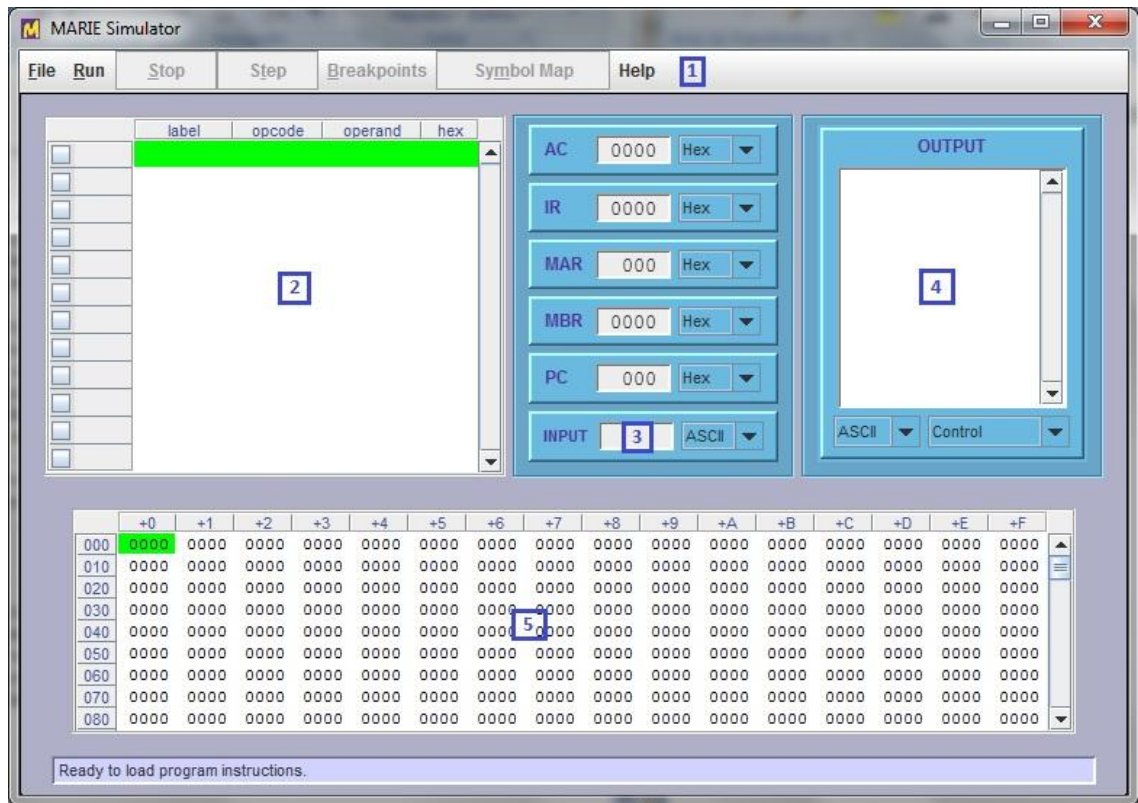 MARIE Simulator
File Run Stop Step Breakpoints Symbol Map Help 1
label opcode operand hex
2
AC 0000 Hex
IR 0000 Hex
MAR 000 Hex
MBR 0000 Hex
PC 000 Hex
INPUT 3 ASCII
OUTPUT
4
ASCII Control
+0 +1 +2 +3 +4 +5 +6 +7 +8 +9 +A +B +C +D +E +F
000 0000 0000 0000 0000 0000 0000 0000 0000 0000 0000 0000 0000 0000 0000 0000 0000
010 0000 0000 0000 0000 0000 0000 0000 0000 0000 0000 0000 0000 0000 0000 0000 0000
020 0000 0000 0000 0000 0000 0000 0000 0000 0000 0000 0000 0000 0000 0000 0000 0000
030 0000 0000 0000 0000 0000 0000 0000 0000 0000 0000 0000 0000 0000 0000 0000 0000
040 0000 0000 0000 0000 0000 0000 5 0000 0000 0000 0000 0000 0000 0000 0000
050 0000 0000 0000 0000 0000 0000 0000 0000 0000 0000 0000 0000 0000 0000 0000 0000
060 0000 0000 0000 0000 0000 0000 0000 0000 0000 0000 0000 0000 0000 0000 0000 0000
070 0000 0000 0000 0000 0000 0000 0000 0000 0000 0000 0000 0000 0000 0000 0000 0000
080 0000 0000 0000 0000 0000 0000 0000 0000 0000 0000 0000 0000 0000 0000 0000 0000
Ready to load program instructions.